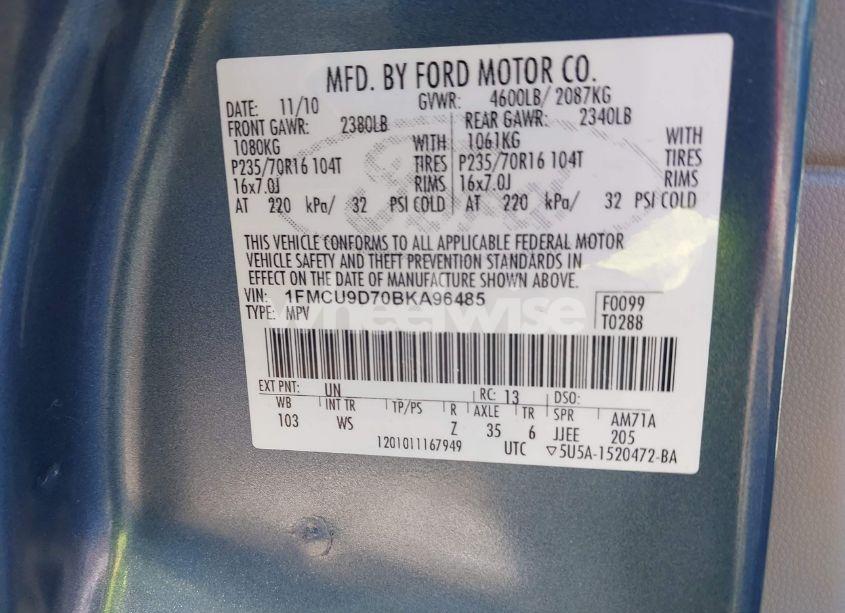 MFD. BY FORD MOTOR CO.
DATE: 11/10 GVWR: 4600LB/ 2087KG
FRONT GAWR: 2380LB REAR GAWR: 2340LB
1080KG WITH 1061KG WITH
P235/70R16 104T TIRES P235/70R16 104T TIRES
16x7.0J RIMS 16x7.0J RIMS
AT 220 kPa/ 32 PSI COLD AT 220 kPa/ 32 PSI COLD
THIS VEHICLE CONFORMS TO ALL APPLICABLE FEDERAL MOTOR
VEHICLE SAFETY AND THEFT PREVENTION STANDARDS IN
EFFECT ON THE DATE OF MANUFACTURE SHOWN ABOVE.
VIN: 1FMCU9D70BKA96485 F0099
TYPE: MPV T0288
wheelwise
EXT PNT: UN RC: 13 DSO:
WB INT TR TP/PS R AXLE TR SPR AM71A
103 WS Z 35 6 JJEE 205
1201011167949 UTC ▽5U5A-1520472-BA